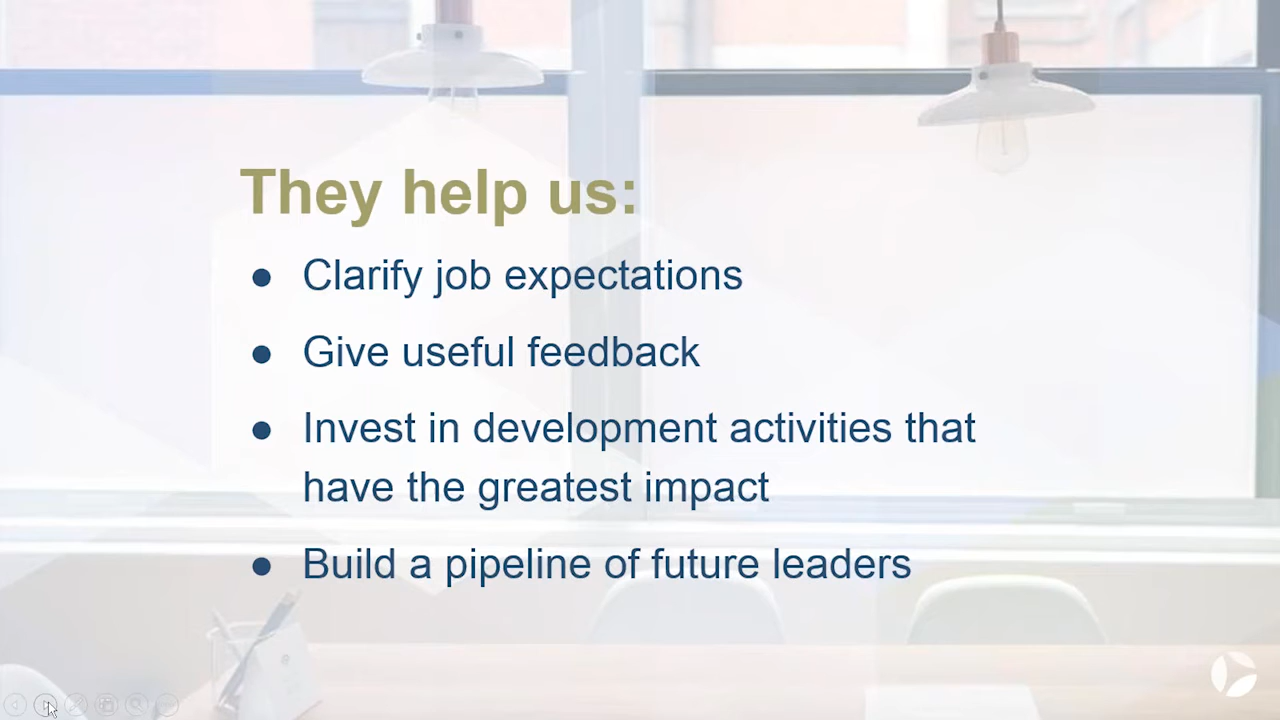 They help us:
● Clarify job expectations
● Give useful feedback
● Invest in development activities that
have the greatest impact
● Build a pipeline of future leaders